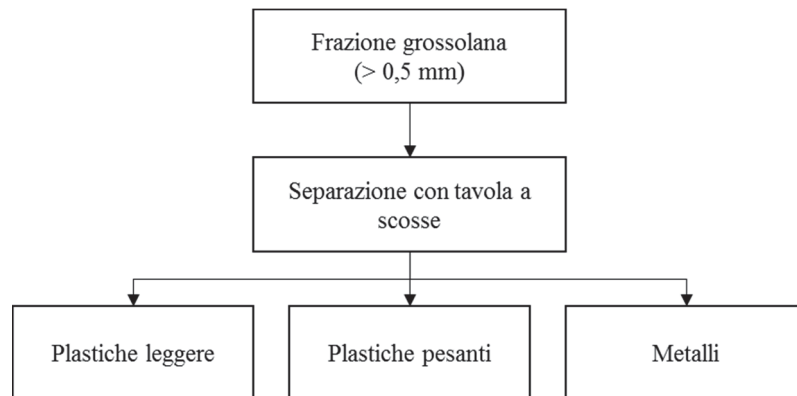 Frazione grossolana
(> 0,5 mm)
Separazione con tavola a
scosse
Plastiche leggere
Plastiche pesanti
Metalli